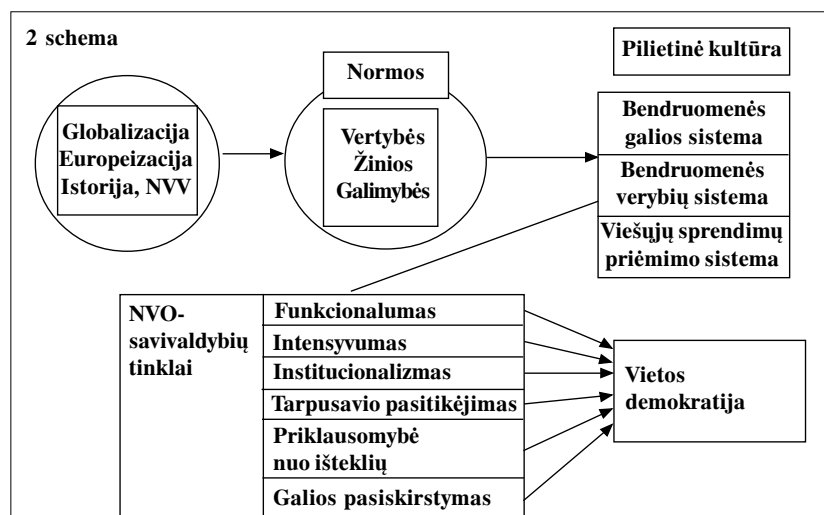 2 schema
Globalizacija
Europeizacija
Istorija, NVV
Normos
Vertybės
Žinios
Galimybės
Pilietinė kultūra
Bendruomenės
galios sistema
Bendruomenės
verybių sistema
Viešųjų sprendimų
priėmimo sistema
NVO-
savivaldybių
tinklai
Funkcionalumas
Intensyvumas
Institucionalizmas
Tarpusavio pasitikėjimas
Priklausomybė
nuo išteklių
Galios pasiskirstymas
Vietos
demokratija